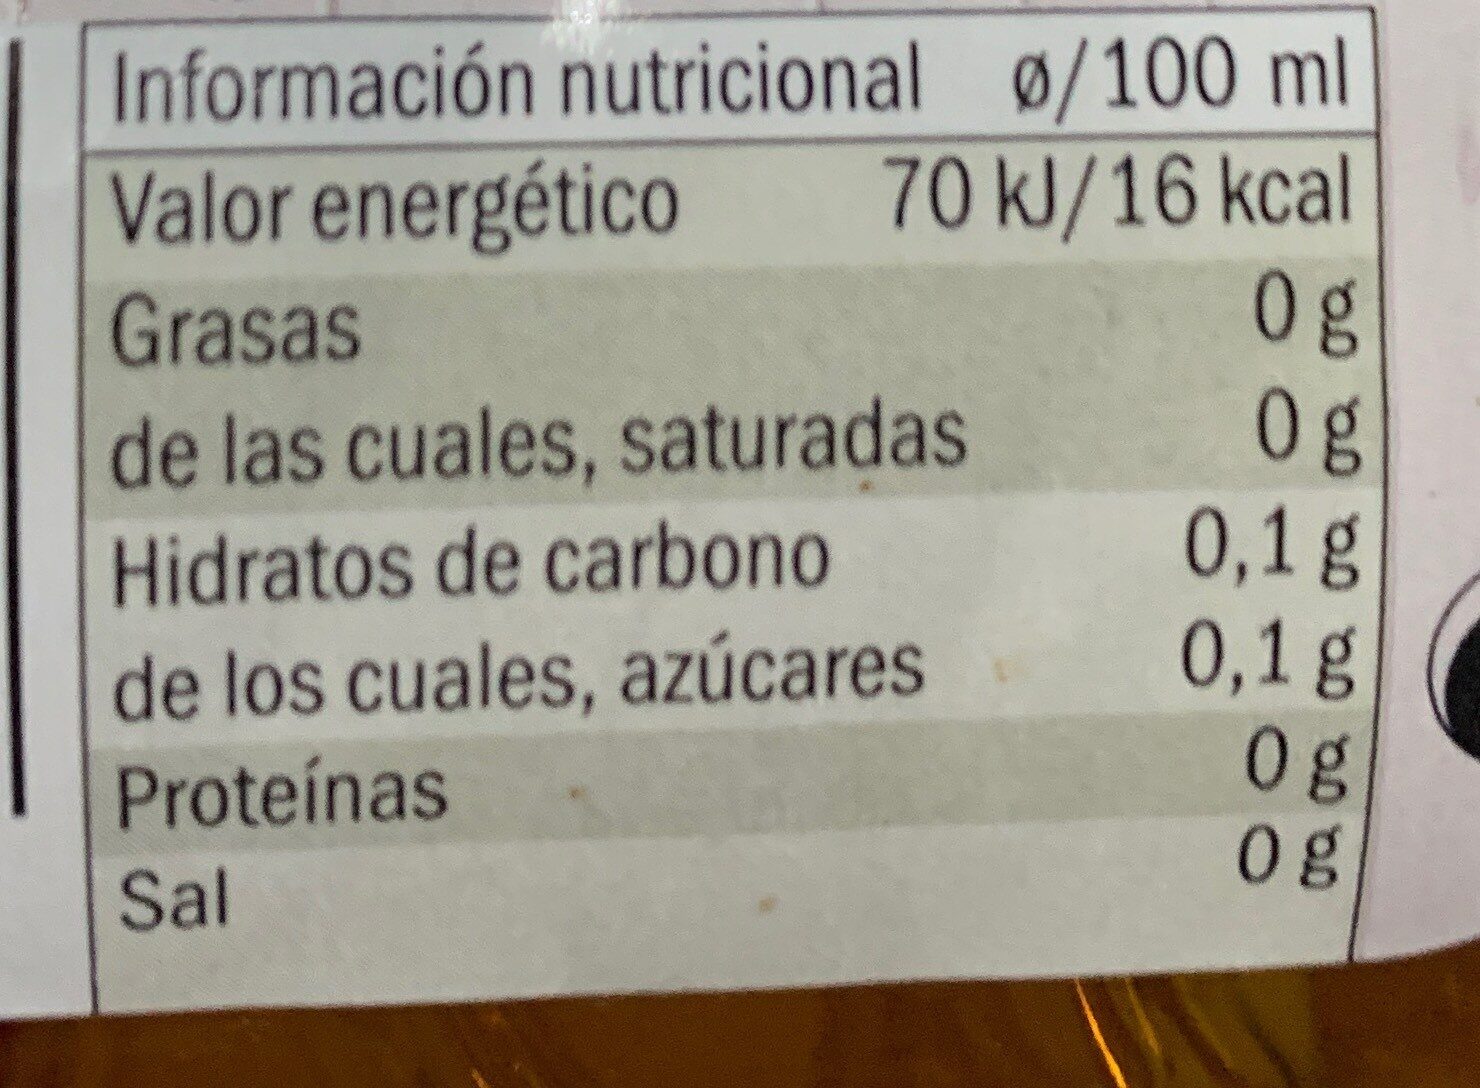 Información nutricional ø/100 ml
Valor energético 70 kJ/16 kcal
Grasas 0 g
de las cuales, saturadas 0 g
Hidratos de carbono 0,1 g
de los cuales, azúcares 0,1 g
Proteínas 0 g
Sal 0 g